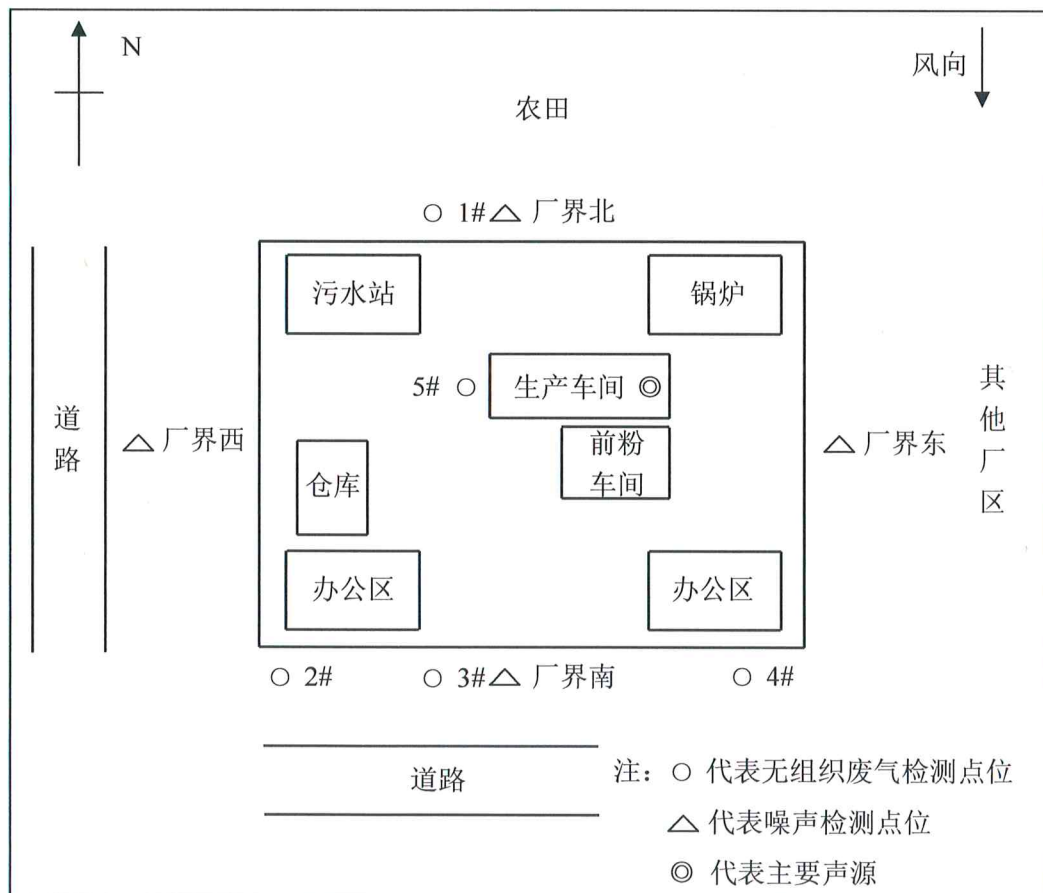 N
风向
农田
○ 1#△ 厂界北
污水站
锅炉
5# ○
生产车间 ◎
道路
△ 厂界西
仓库
前粉
车间
△ 厂界东
其他厂区
办公区
办公区
○ 2#
○ 3#△ 厂界南
○ 4#
道路
注：○ 代表无组织废气检测点位
△ 代表噪声检测点位
◎ 代表主要声源